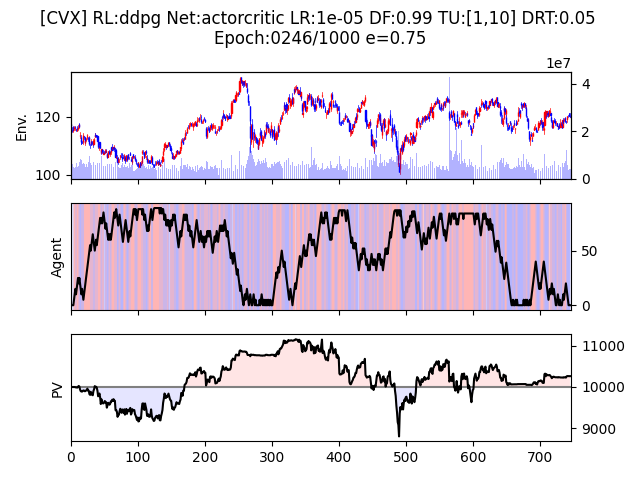 [CVX] RL:ddpg Net:actorcritic LR:1e-05 DF:0.99 TU:[1,10] DRT:0.05
Epoch:0246/1000 e=0.75
1e7
Env.
120
100
4
2
0
Agent
50
0
PV
11000
10000
9000
0 100 200 300 400 500 600 700